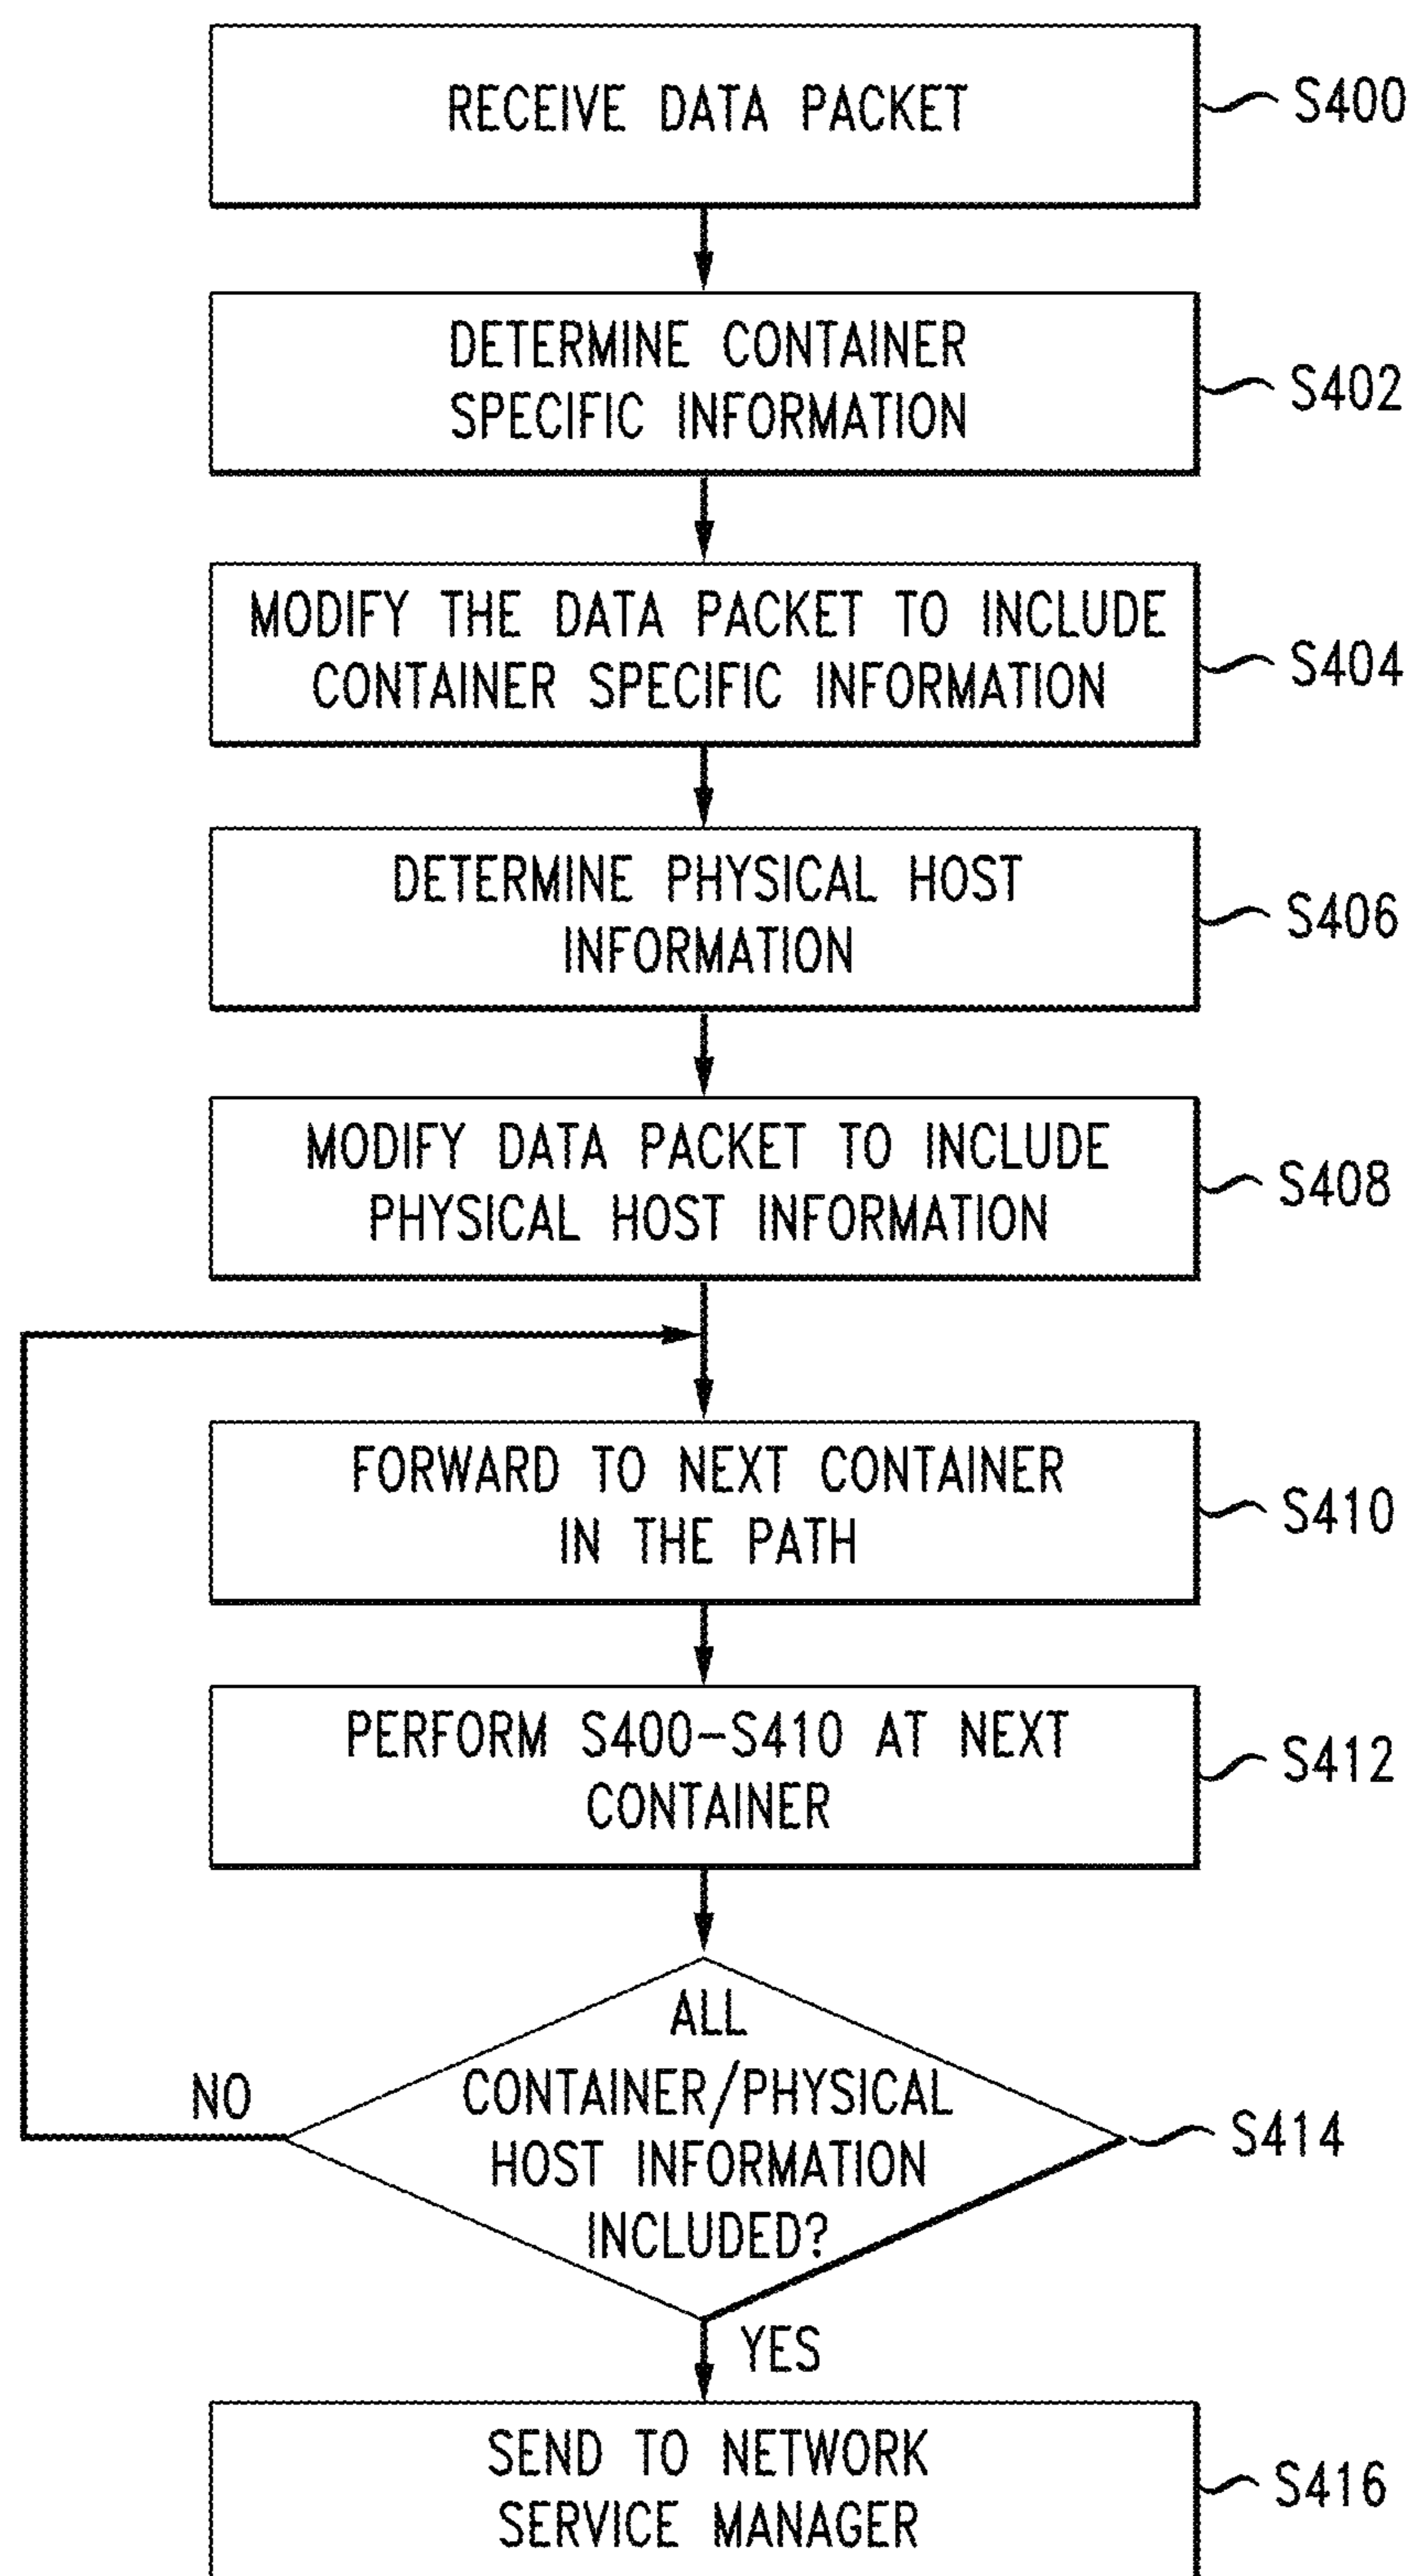 RECEIVE DATA PACKET
S400
DETERMINE CONTAINER
SPECIFIC INFORMATION
S402
MODIFY THE DATA PACKET TO INCLUDE
CONTAINER SPECIFIC INFORMATION
S404
DETERMINE PHYSICAL HOST
INFORMATION
S406
MODIFY DATA PACKET TO INCLUDE
PHYSICAL HOST INFORMATION
S408
FORWARD TO NEXT CONTAINER
IN THE PATH
S410
PERFORM S400-S410 AT NEXT
CONTAINER
S412
ALL
CONTAINER/PHYSICAL
HOST INFORMATION
INCLUDED?
NO
S414
YES
SEND TO NETWORK
SERVICE MANAGER
S416